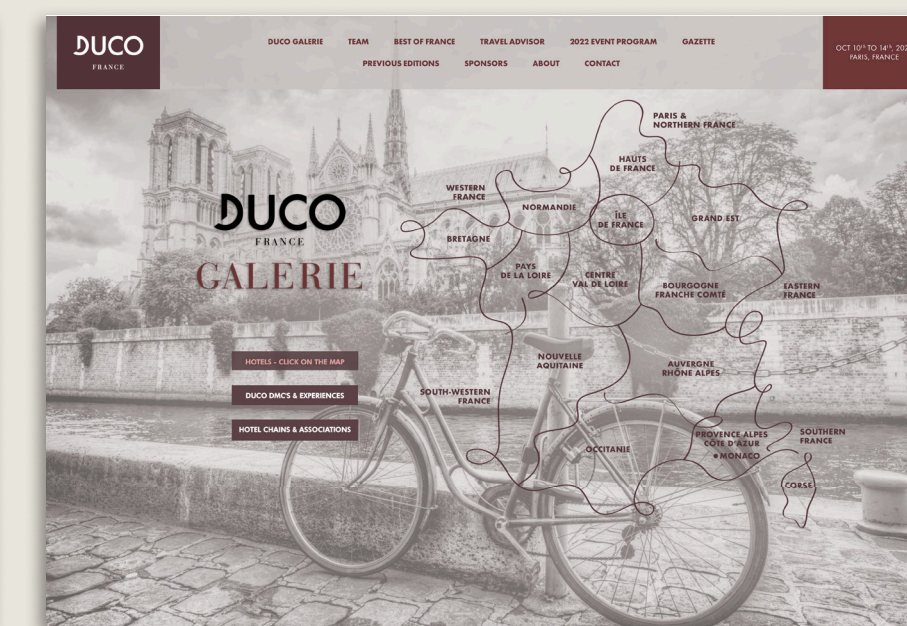 DUCO
FRANCE
DUCO GALERIE TEAM BEST OF FRANCE TRAVEL ADVISOR 2022 EVENT PROGRAM GAZETTE
PREVIOUS EDITIONS SPONSORS ABOUT CONTACT
OCT 10TH TO 14TH, 202
PARIS, FRANCE
DUCO
FRANCE
GALERIE
HOTELS - CLICK ON THE MAP
DUCO DMC'S & EXPERIENCES
HOTEL CHAINS & ASSOCIATIONS
PARIS &
NORTHERN FRANCE
HAUTS
DE FRANCE
WESTERN
FRANCE
NORMANDIE
ÎLE
DE FRANCE
GRAND EST
BRETAGNE
PAYS
DE LA LOIRE
CENTRE
VAL DE LOIRE
BOURGOGNE
FRANCHE COMTÉ
EASTERN
FRANCE
NOUVELLE
AQUITAINE
AUVERGNE
RHÔNE ALPES
SOUTH-WESTERN
FRANCE
OCCITANIE
PROVENCE ALPES
CÔTE D'AZUR
MONACO
SOUTHERN
FRANCE
CORSE